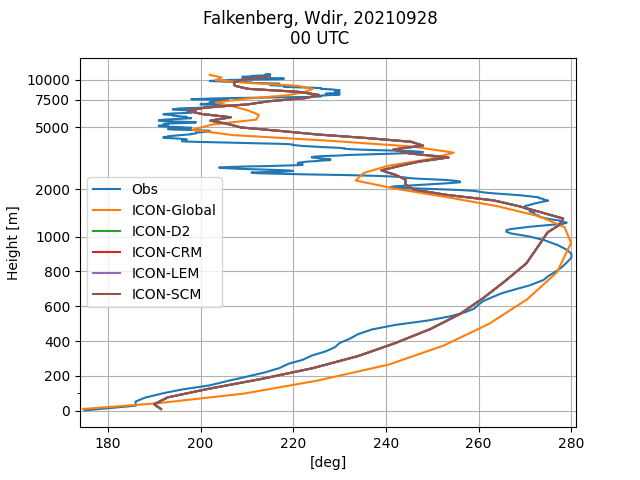 Falkenberg, Wdir, 20210928
00 UTC
10000
7500
5000
2000
1000
800
600
400
200
0
Height [m]
Obs
ICON-Global
ICON-D2
ICON-CRM
ICON-LEM
ICON-SCM
180
200
220
240
260
280
[deg]